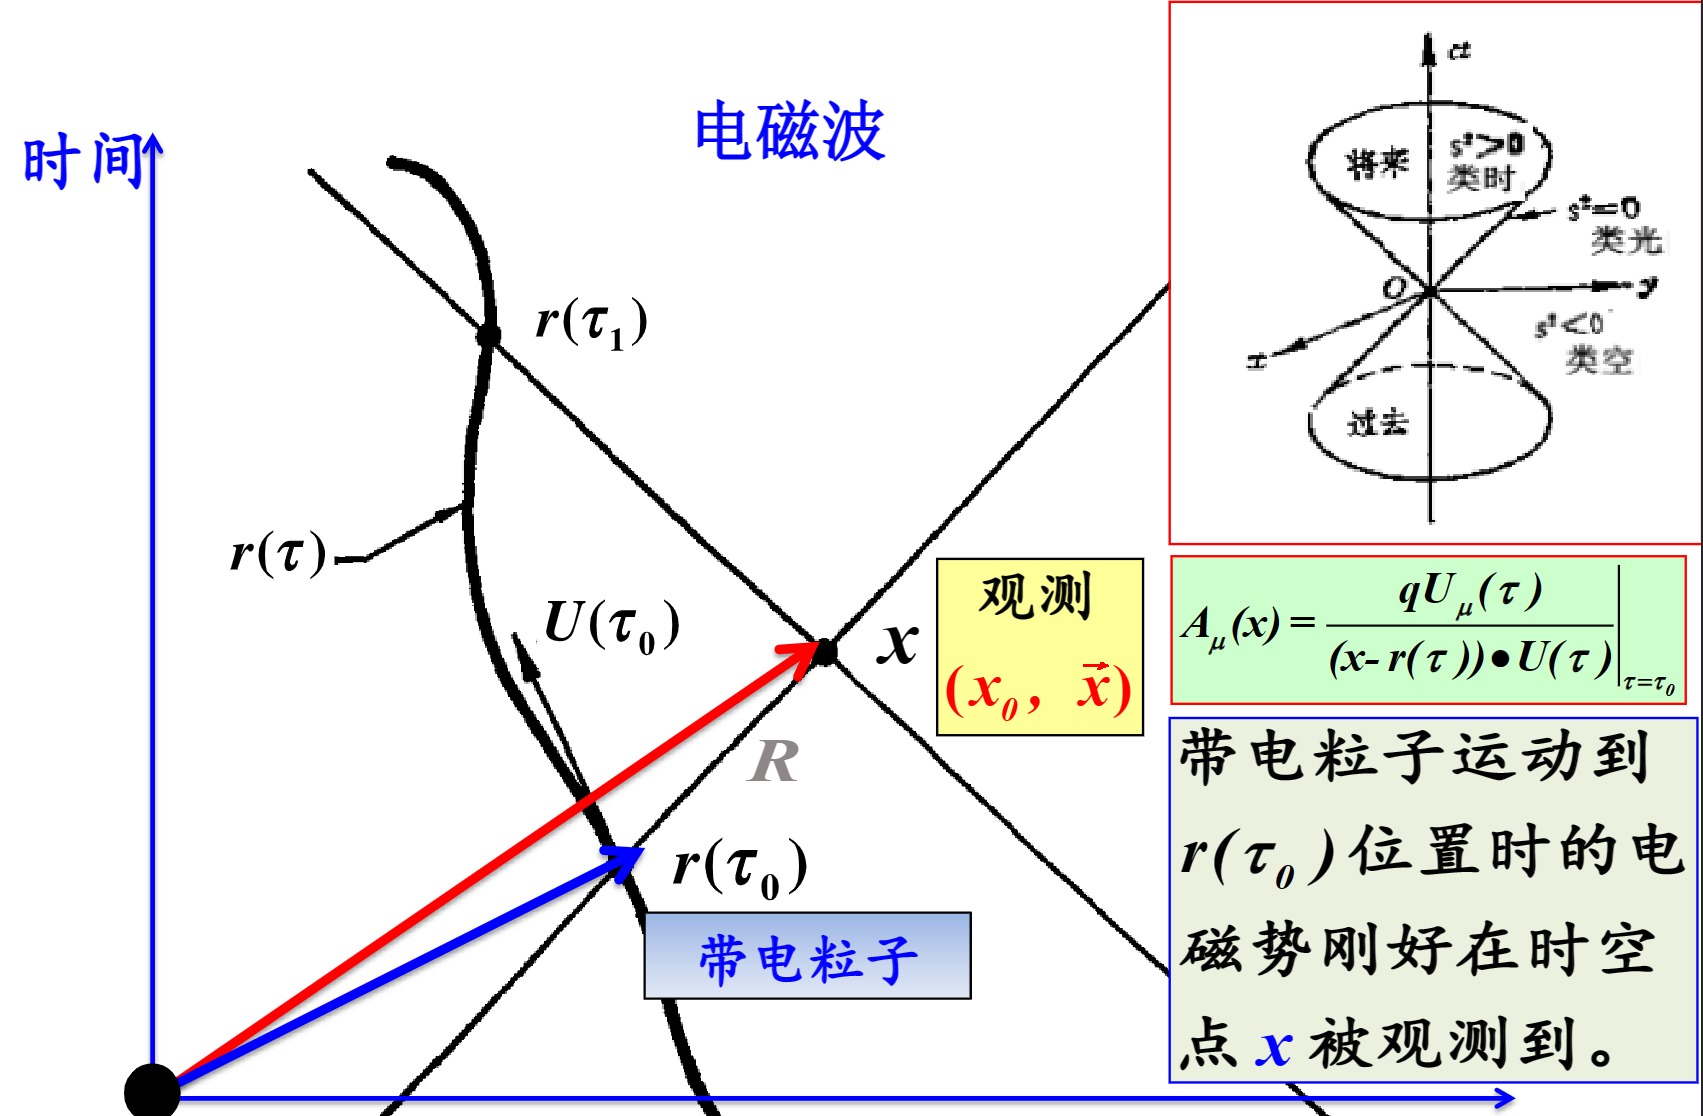 电磁波
时间
r(τ₁)
r(τ)
U(τ₀)
x
观测
(x₀, x⃗)
R
r(τ₀)
带电粒子
ct
将来
s²>0
类时
s²=0
类光
O
y
x
s²<0
类空
过去
A_μ(x) = qU_μ(τ) / (x-r(τ))•U(τ) |τ=τ₀
带电粒子运动到
r(τ₀)位置时的电
磁势刚好在时空
点 x 被观测到。